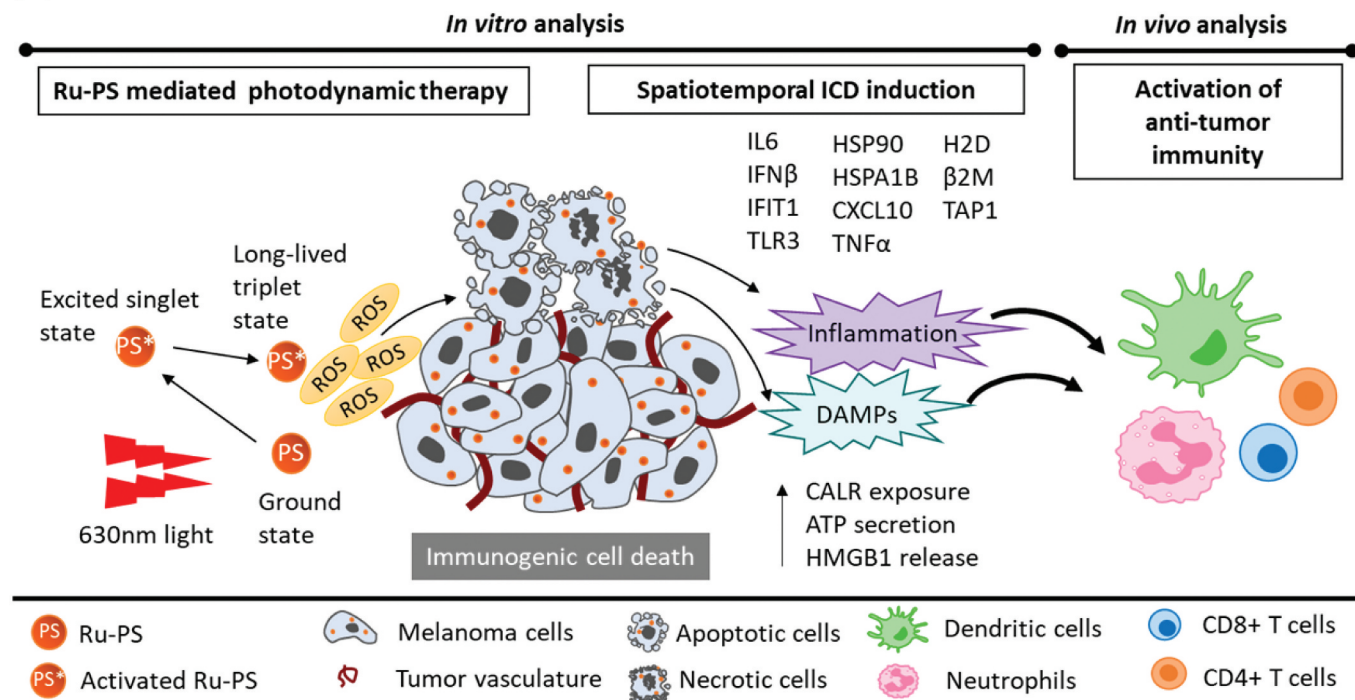 In vitro analysis
In vivo analysis
Ru-PS mediated photodynamic therapy
Spatiotemporal ICD induction
Activation of
anti-tumor
immunity
IL6
IFNβ
IFIT1
TLR3
HSP90
HSPA1B
CXCL10
TNFα
H2D
β2M
TAP1
Excited singlet
state
Long-lived
triplet
state
PS*
PS*
PS
ROS
ROS
ROS
ROS
630nm light
Ground
state
Immunogenic cell death
Inflammation
DAMPs
CALR exposure
ATP secretion
HMGB1 release
PS Ru-PS
PS* Activated Ru-PS
Melanoma cells
Tumor vasculature
Apoptotic cells
Necrotic cells
Dendritic cells
Neutrophils
CD8+ T cells
CD4+ T cells